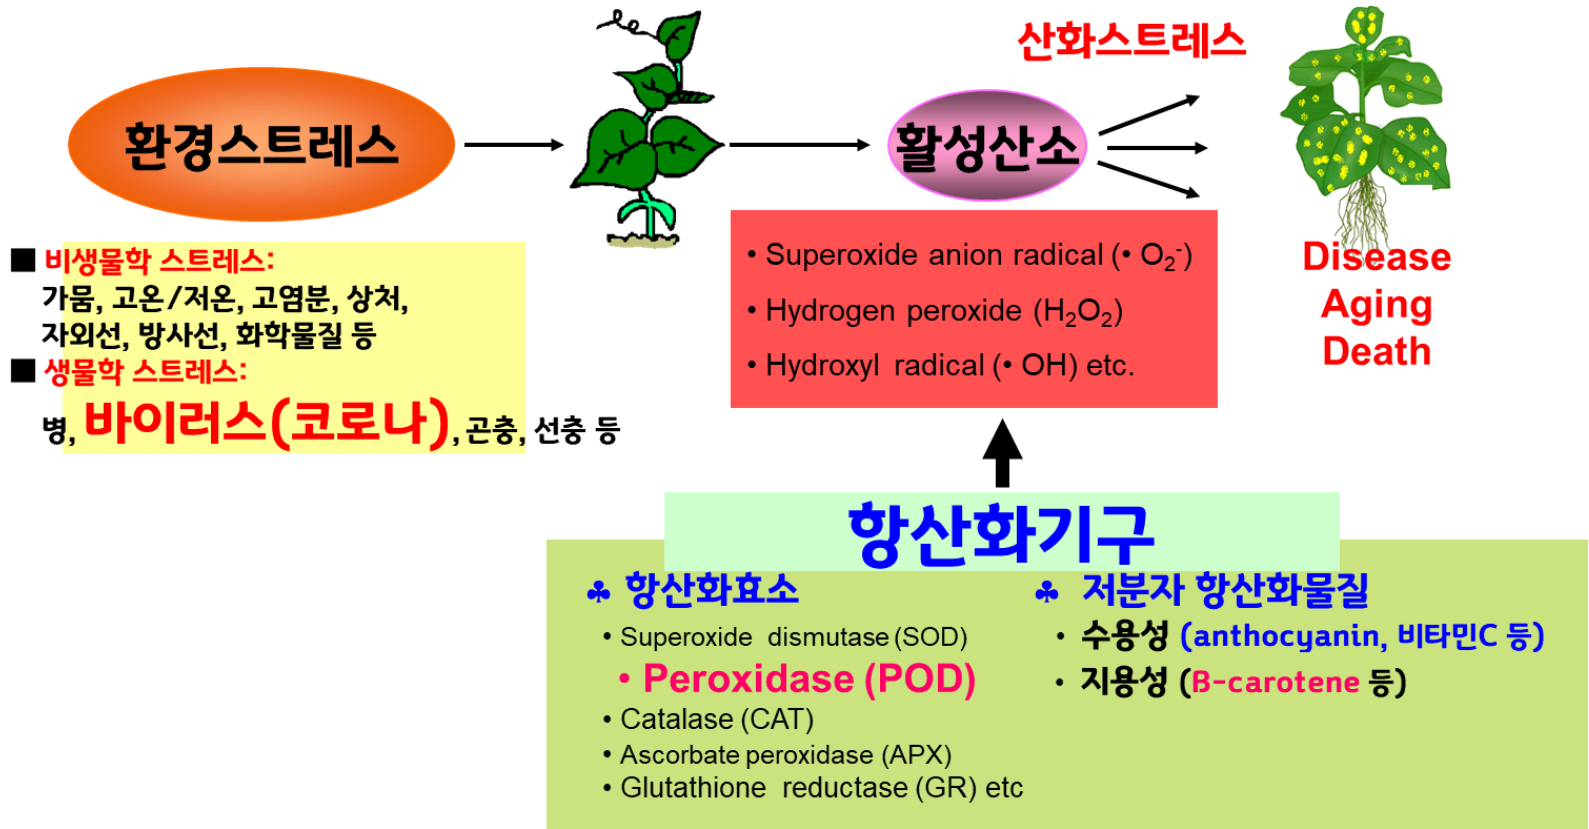 환경스트레스
■ 비생물학 스트레스:
가뭄, 고온/저온, 고염분, 상처,
자외선, 방사선, 화학물질 등
■ 생물학 스트레스:
병, 바이러스(코로나), 곤충, 선충 등
활성산소
• Superoxide anion radical (• O₂⁻)
• Hydrogen peroxide (H₂O₂)
• Hydroxyl radical (• OH) etc.
산화스트레스
Disease
Aging
Death
항산화기구
♣ 항산화효소
• Superoxide dismutase (SOD)
• Peroxidase (POD)
• Catalase (CAT)
• Ascorbate peroxidase (APX)
• Glutathione reductase (GR) etc
♣ 저분자 항산화물질
• 수용성 (anthocyanin, 비타민C 등)
• 지용성 (β-carotene 등)